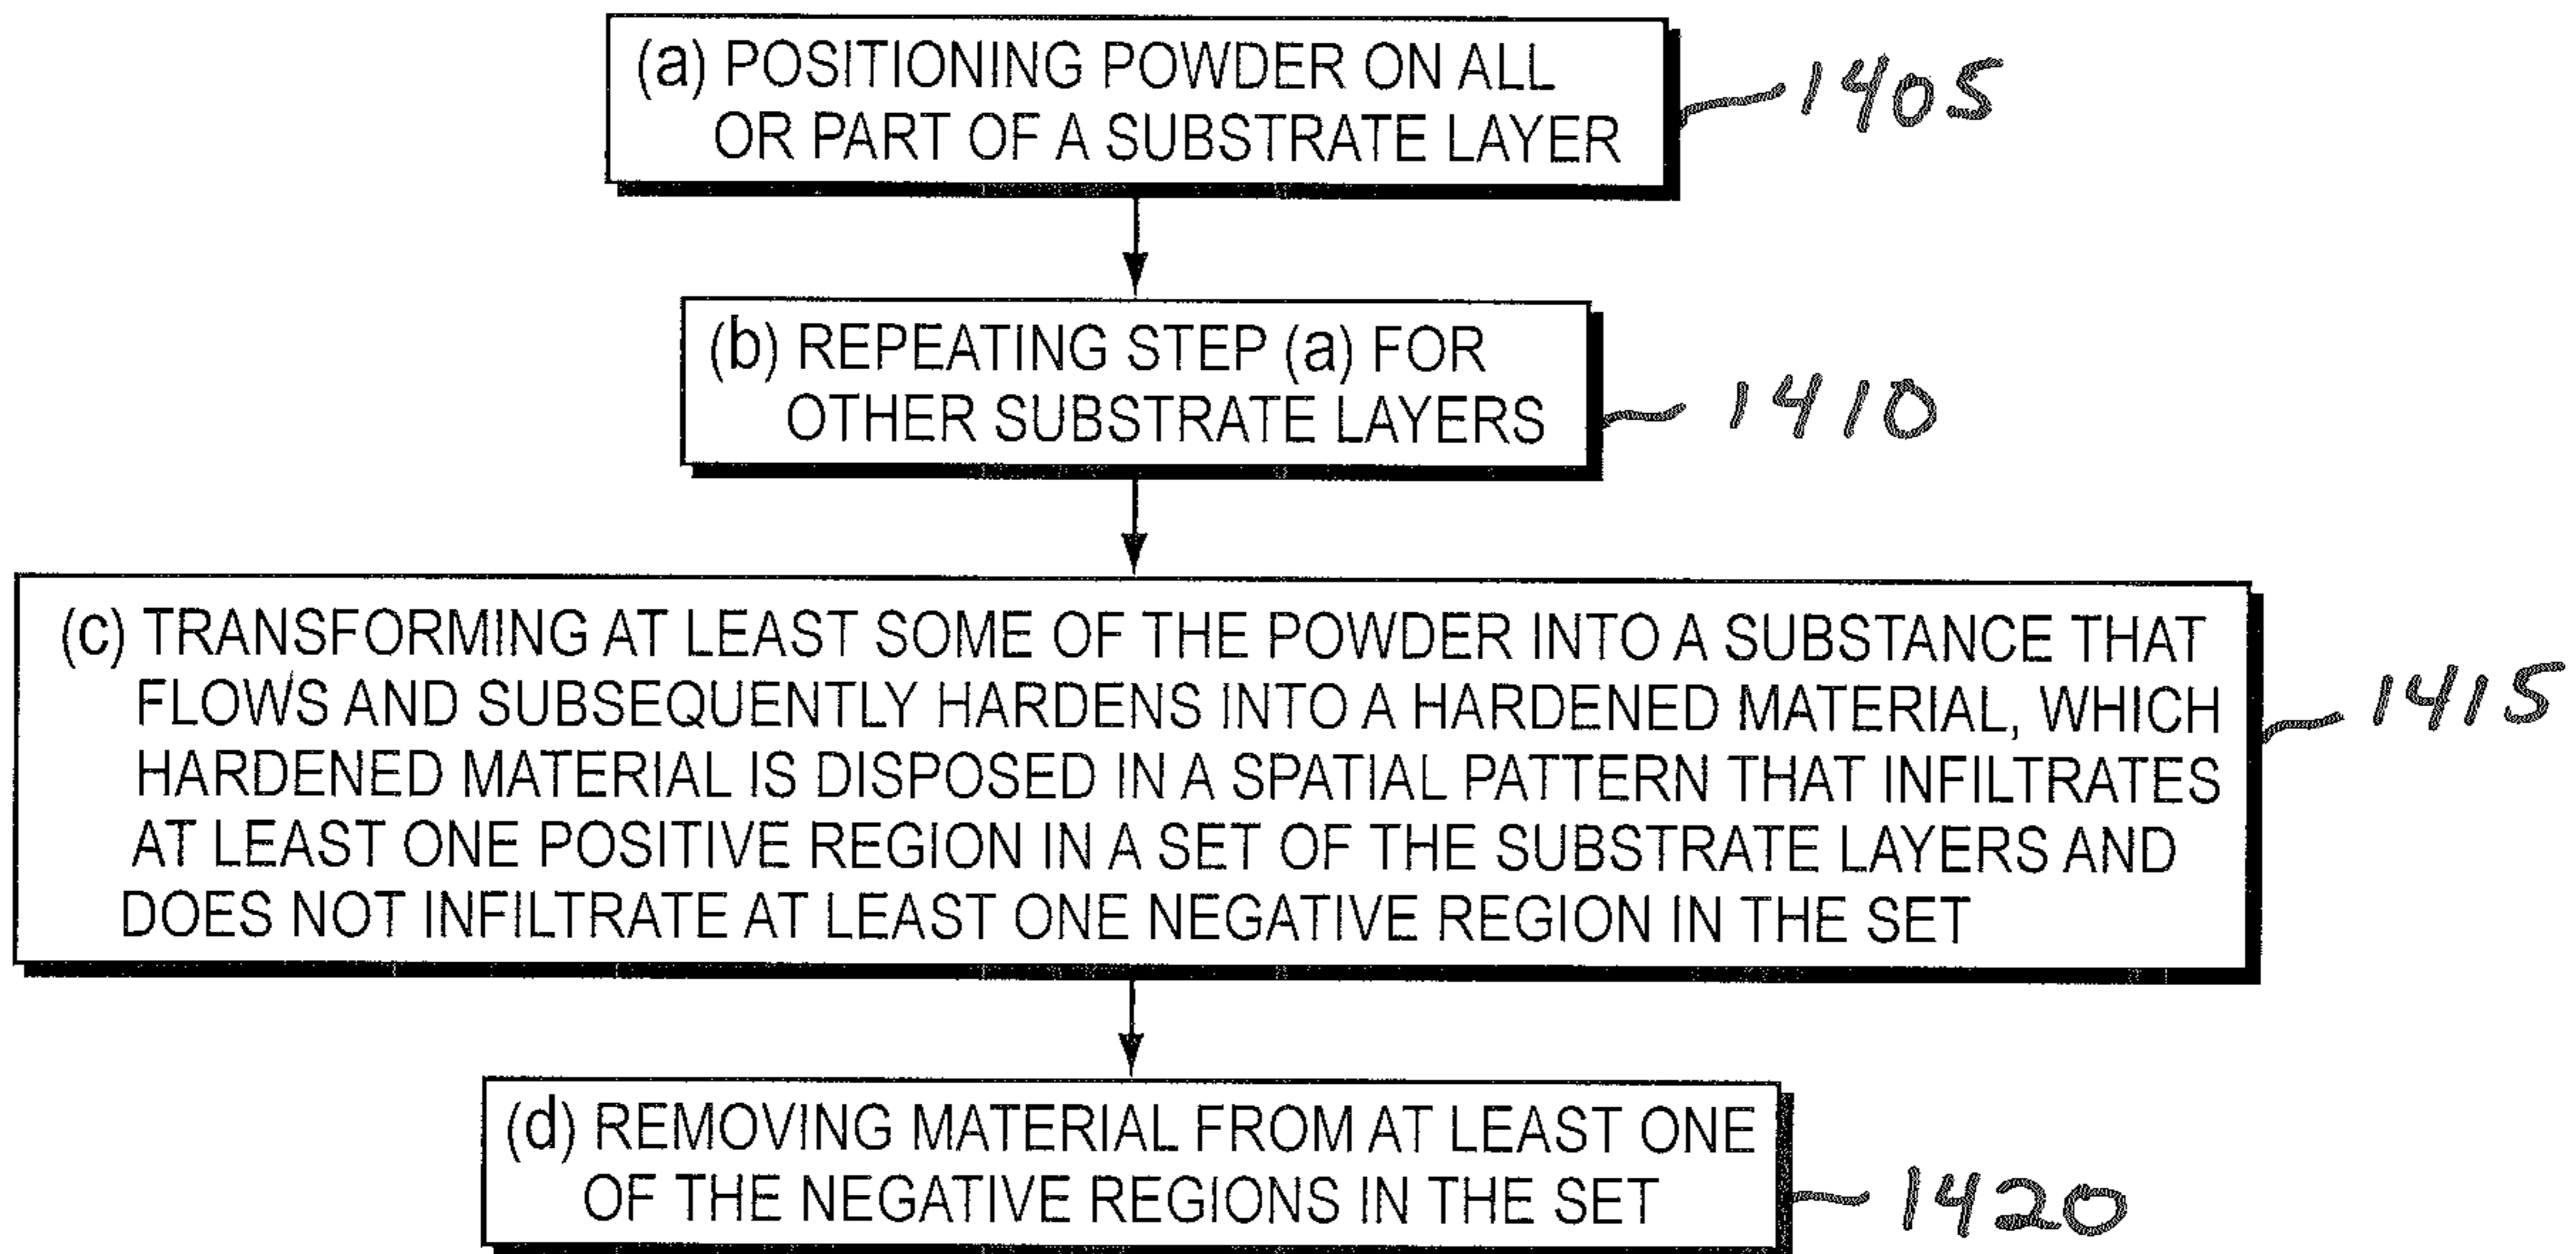 (a) POSITIONING POWDER ON ALL
OR PART OF A SUBSTRATE LAYER
1405
(b) REPEATING STEP (a) FOR
OTHER SUBSTRATE LAYERS
1410
(c) TRANSFORMING AT LEAST SOME OF THE POWDER INTO A SUBSTANCE THAT
FLOWS AND SUBSEQUENTLY HARDENS INTO A HARDENED MATERIAL, WHICH
HARDENED MATERIAL IS DISPOSED IN A SPATIAL PATTERN THAT INFILTRATES
AT LEAST ONE POSITIVE REGION IN A SET OF THE SUBSTRATE LAYERS AND
DOES NOT INFILTRATE AT LEAST ONE NEGATIVE REGION IN THE SET
1415
(d) REMOVING MATERIAL FROM AT LEAST ONE
OF THE NEGATIVE REGIONS IN THE SET
1420